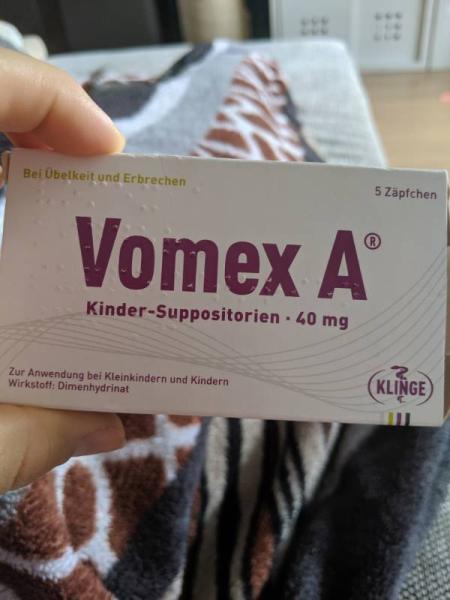 Bei Übelkeit und Erbrechen
5 Zäpfchen
Vomex A®
Kinder-Suppositorien · 40 mg
Zur Anwendung bei Kleinkindern und Kindern
Wirkstoff: Dimenhydrinat
KLINGE